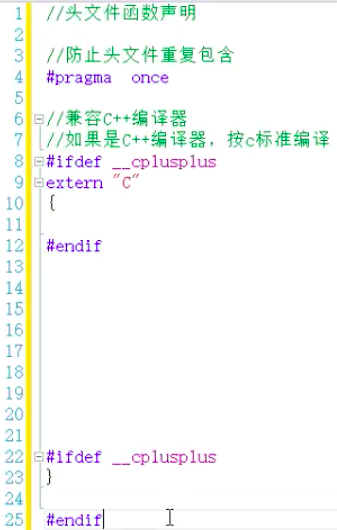 1 //头文件函数声明
2
3 //防止头文件重复包含
4 #pragma  once
5
6 //兼容C++编译器
7 //如果是C++编译器，按c标准编译
8 #ifdef __cplusplus
9 extern "C"
10 {
11
12 #endif
13
14
15
16
17
18
19
20
21
22 #ifdef __cplusplus
23 }
24
25 #endif